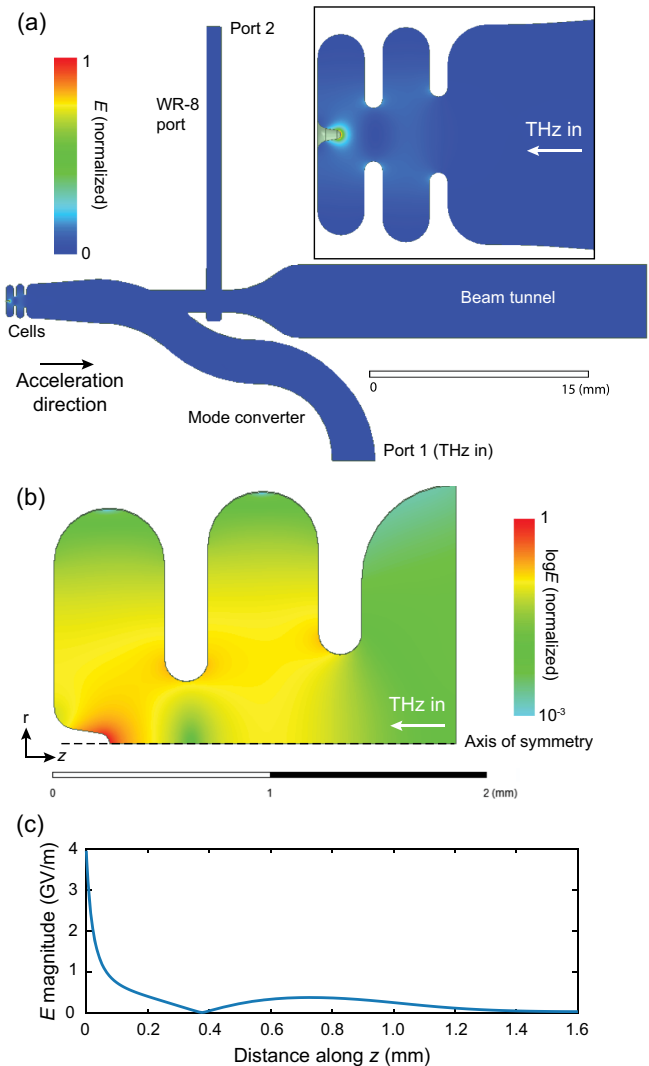 (a)
Port 2
1
E (normalized)
0
WR-8
port
THz in
Beam tunnel
Cells
Acceleration
direction
0
15 (mm)
Mode converter
Port 1 (THz in)
(b)
1
logE (normalized)
10-3
THz in
r
z
Axis of symmetry
0
1
2 (mm)
(c)
4
3
2
1
0
E magnitude (GV/m)
0
0.2
0.4
0.6
0.8
1.0
1.2
1.4
1.6
Distance along z (mm)